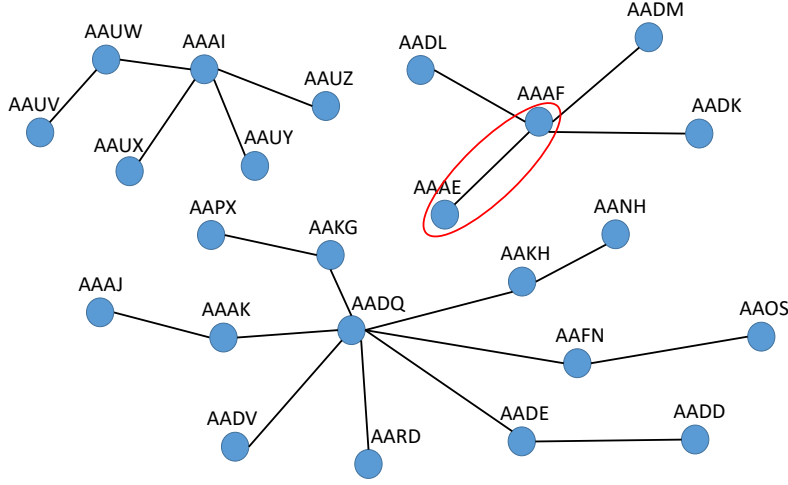 AADM
AAUW
AAAI
AADL
AAUZ
AAAF
AAUV
AADK
AAUX
AAUY
AAAE
AAPX
AAKG
AANH
AAKH
AAAJ
AAAK
AADQ
AAOS
AAFN
AADV
AARD
AADE
AADD